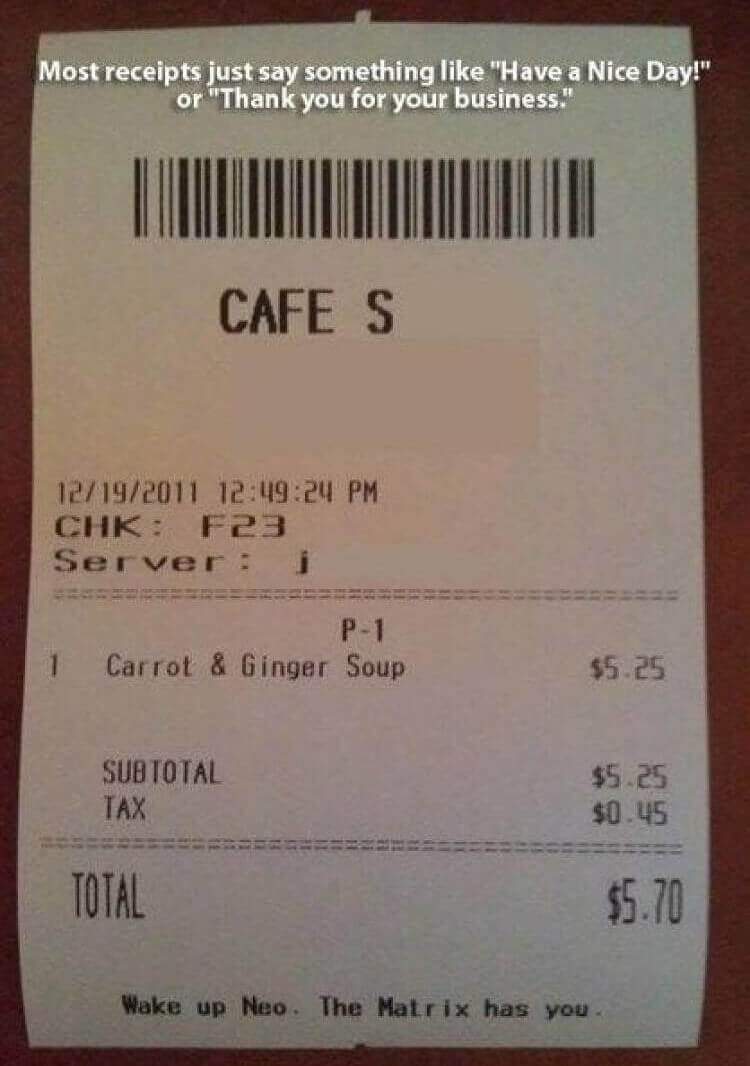 Most receipts just say something like "Have a Nice Day!"
or "Thank you for your business."
CAFE S
12/19/2011 12:49:24 PM
CHK: F23
Server: j
P-1
1 Carrot & Ginger Soup $5.25
SUBTOTAL $5.25
TAX $0.45
TOTAL $5.70
Wake up Neo. The Matrix has you.